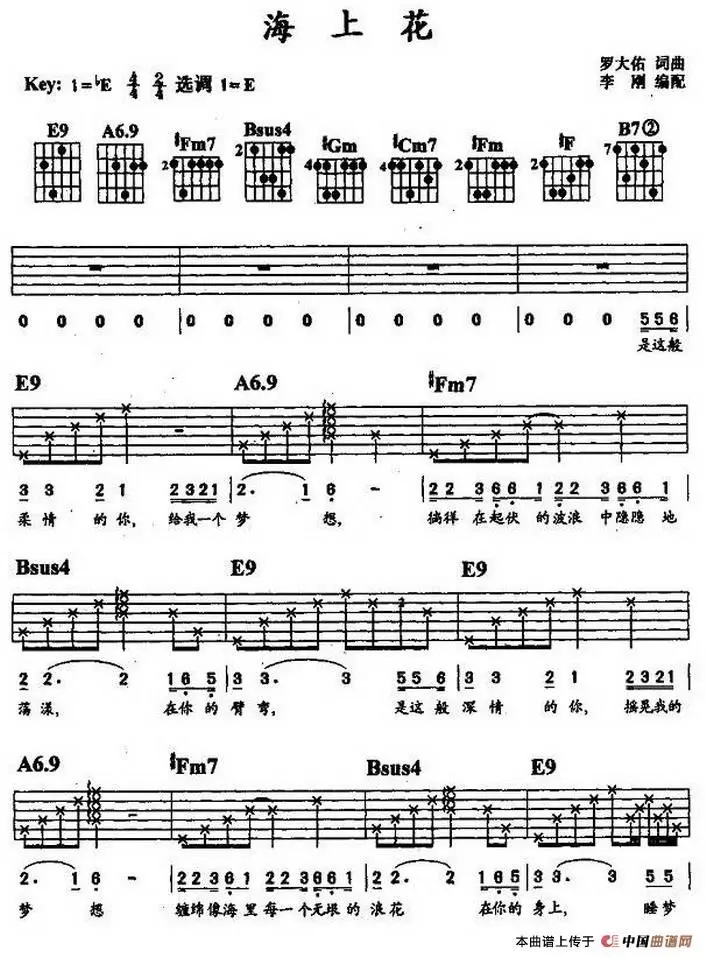 海上花
罗大佑 词曲
Key: 1=♭E 4/4 2/4 选调 1=E
李刚 编配
E9 A6.9 #Fm7 Bsus4 #Gm #Cm7 #Fm #F B7②
2 2 4 4 2 2 7
0 0 0 0 | 0 0 0 0 | 0 0 0 0 | 0 0 0 556
是这般
E9 A6.9 #Fm7
3 3 2 1 2321 | 2. 1 6 - | 2 2 3 6 6 1 2 2 3 6 6 1
柔情的你,给我一个梦想,徜徉在起伏的波浪中隐隐地
Bsus4 E9 E9
2 2. 2 1 6 5 | 3 3. 3 5 5 6 | 3 3 2 1 2321
荡漾,在你的臂弯,是这般深情的你,摇晃我的
A6.9 #Fm7 Bsus4 E9
2. 1 6 - | 2 2 3 6 1 2 2 3 6 6 1 | 2 2. 2 1 6 5 | 3 3. 3 5 5
梦想 缠绵像海里每一个无垠的浪花 在你的身上,睡梦
本曲谱上传于 中国曲谱网